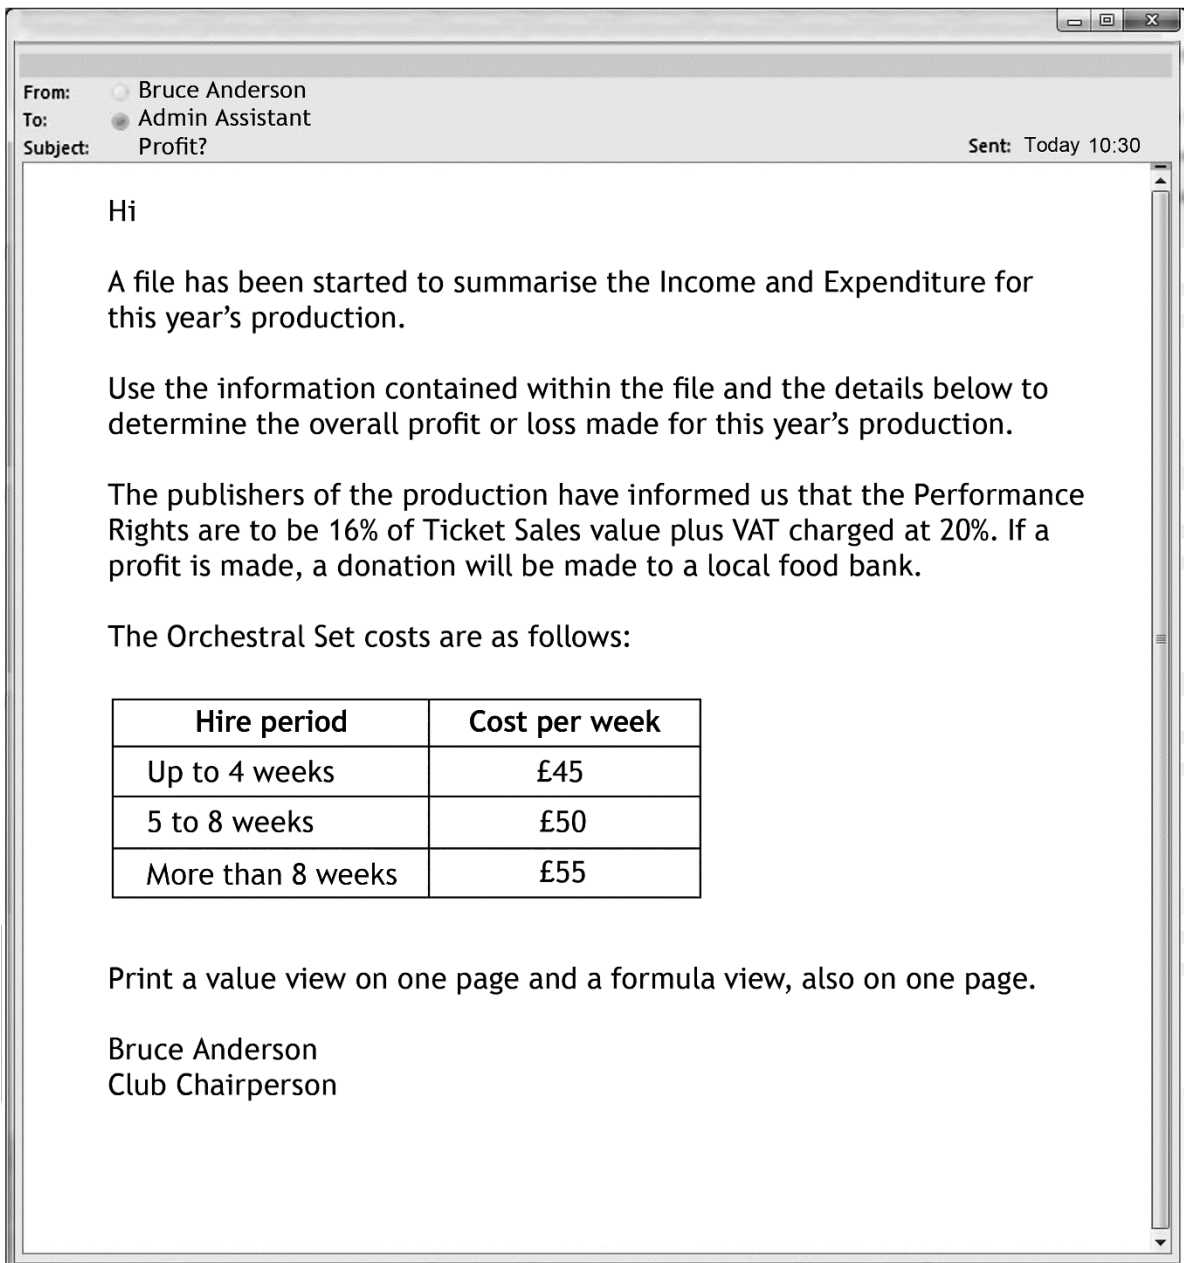 From: Bruce Anderson
To: Admin Assistant
Subject: Profit? Sent: Today 10:30
Hi
A file has been started to summarise the Income and Expenditure for
this year’s production.
Use the information contained within the file and the details below to
determine the overall profit or loss made for this year’s production.
The publishers of the production have informed us that the Performance
Rights are to be 16% of Ticket Sales value plus VAT charged at 20%. If a
profit is made, a donation will be made to a local food bank.
The Orchestral Set costs are as follows:
Hire period Cost per week
Up to 4 weeks £45
5 to 8 weeks £50
More than 8 weeks £55
Print a value view on one page and a formula view, also on one page.
Bruce Anderson
Club Chairperson